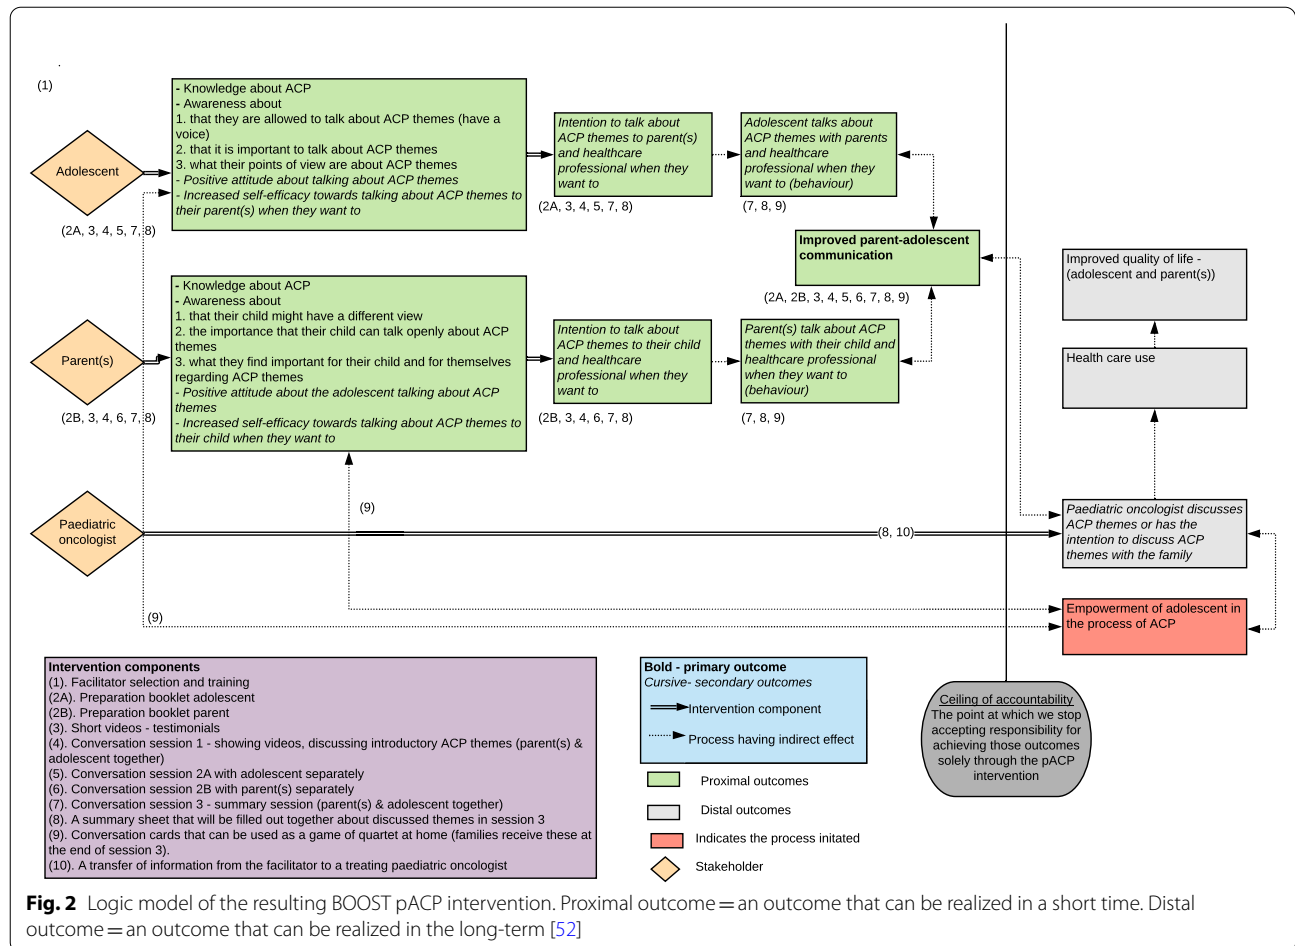 (1)
- Knowledge about ACP
- Awareness about
1. that they are allowed to talk about ACP themes (have a
voice)
2. that it is important to talk about ACP themes
3. what their points of view are about ACP themes
- Positive attitude about talking about ACP themes
- Increased self-efficacy towards talking about ACP themes to
their parent(s) when they want to
Adolescent
(2A, 3, 4, 5, 7, 8)
Intention to talk about
ACP themes to parent(s)
and healthcare
professional when they
want to
(2A, 3, 4, 5, 7, 8)
Adolescent talks about
ACP themes with parents
and healthcare
professional when they
want to (behaviour)
(7, 8, 9)
Improved parent-adolescent
communication
(2A, 2B, 3, 4, 5, 6, 7, 8, 9)
Improved quality of life -
(adolescent and parent(s))
Health care use
- Knowledge about ACP
- Awareness about
1. that their child might have a different view
2. the importance that their child can talk openly about ACP
themes
3. what they find important for their child and for themselves
regarding ACP themes
- Positive attitude about the adolescent talking about ACP
themes
- Increased self-efficacy towards talking about ACP themes to
their child when they want to
Parent(s)
(2B, 3, 4, 6, 7, 8)
Intention to talk about
ACP themes to their child
and healthcare
professional when they
want to
(2B, 3, 4, 6, 7, 8)
Parent(s) talk about ACP
themes with their child and
healthcare professional
when they want to
(behaviour)
(7, 8, 9)
Paediatric
oncologist
(9)
(8, 10)
Paediatric oncologist discusses
ACP themes or has the
intention to discuss ACP
themes with the family
(9)
Empowerment of adolescent in
the process of ACP
Intervention components
(1). Facilitator selection and training
(2A). Preparation booklet adolescent
(2B). Preparation booklet parent
(3). Short videos - testimonials
(4). Conversation session 1 - showing videos, discussing introductory ACP themes (parent(s) &
adolescent together)
(5). Conversation session 2A with adolescent separately
(6). Conversation session 2B with parent(s) separately
(7). Conversation session 3 - summary session (parent(s) & adolescent together)
(8). A summary sheet that will be filled out together about discussed themes in session 3
(9). Conversation cards that can be used as a game of quartet at home (families receive these at
the end of session 3).
(10). A transfer of information from the facilitator to a treating paediatric oncologist
Bold - primary outcome
Cursive- secondary outcomes
Intervention component
Process having indirect effect
Proximal outcomes
Distal outcomes
Indicates the process initated
Stakeholder
Ceiling of accountability
The point at which we stop
accepting responsibility for
achieving those outcomes
solely through the pACP
intervention
Fig. 2 Logic model of the resulting BOOST pACP intervention. Proximal outcome = an outcome that can be realized in a short time. Distal
outcome = an outcome that can be realized in the long-term [52]